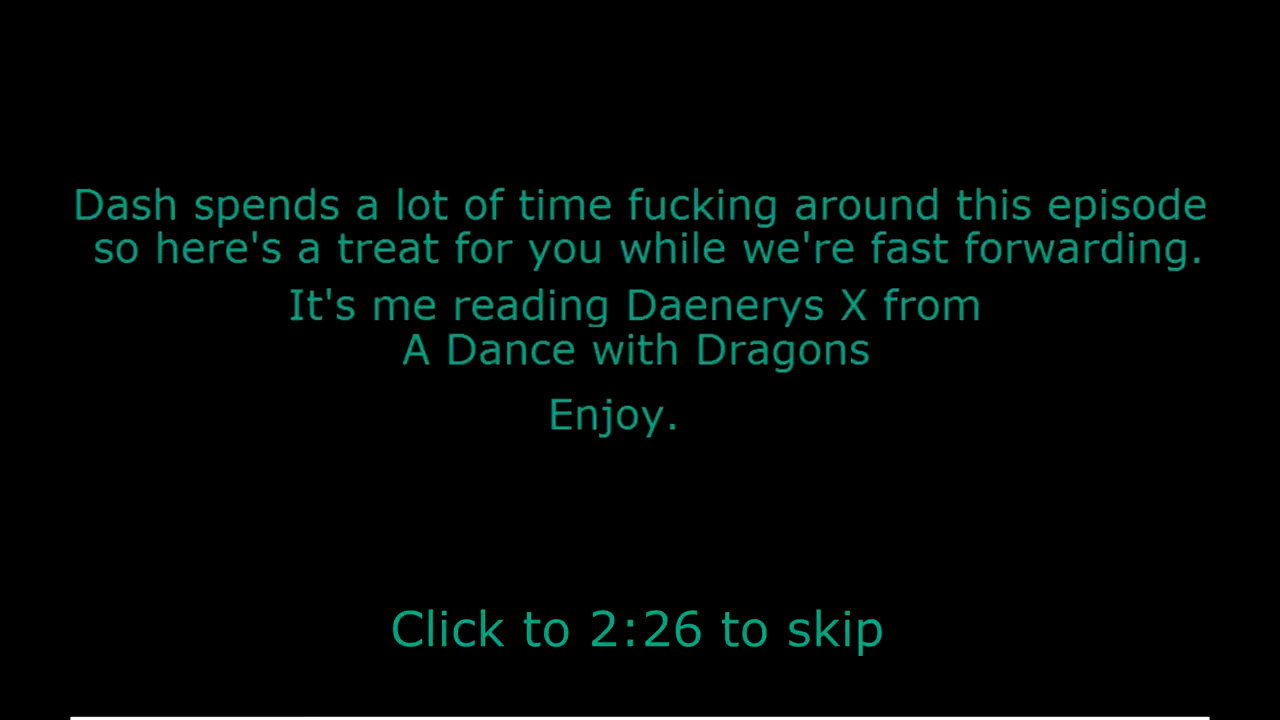 Dash spends a lot of time fucking around this episode
so here's a treat for you while we're fast forwarding.
It's me reading Daenerys X from
A Dance with Dragons
Enjoy.
Click to 2:26 to skip